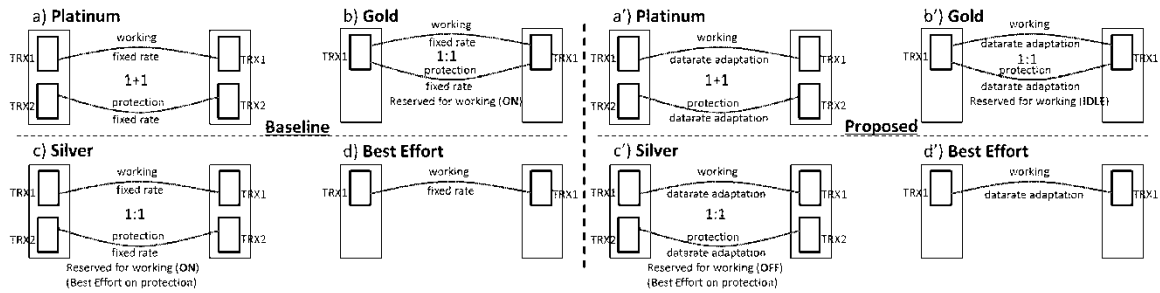 a) Platinum
working
TRX1
fixed rate
TRX1
1+1
TRX2
protection
TRX2
fixed rate
b) Gold
working
fixed rate
TRX1
1:1
TRX1
protection
fixed rate
Reserved for working (ON)
Baseline
c) Silver
working
TRX1
fixed rate
TRX1
1:1
TRX2
protection
TRX2
fixed rate
Reserved for working (ON)
(Best Effort on protection)
d) Best Effort
working
TRX1
fixed rate
TRX1
a') Platinum
working
TRX1
datarate adaptation
TRX1
1+1
TRX2
protection
TRX2
datarate adaptation
b') Gold
working
datarate adaptation
TRX1
1:1
TRX1
protection
datarate adaptation
Reserved for working (IDLE)
Proposed
c') Silver
working
TRX1
datarate adaptation
TRX1
1:1
TRX2
protection
TRX2
datarate adaptation
Reserved for working (OFF)
(Best Effort on protection)
d') Best Effort
working
TRX1
datarate adaptation
TRX1